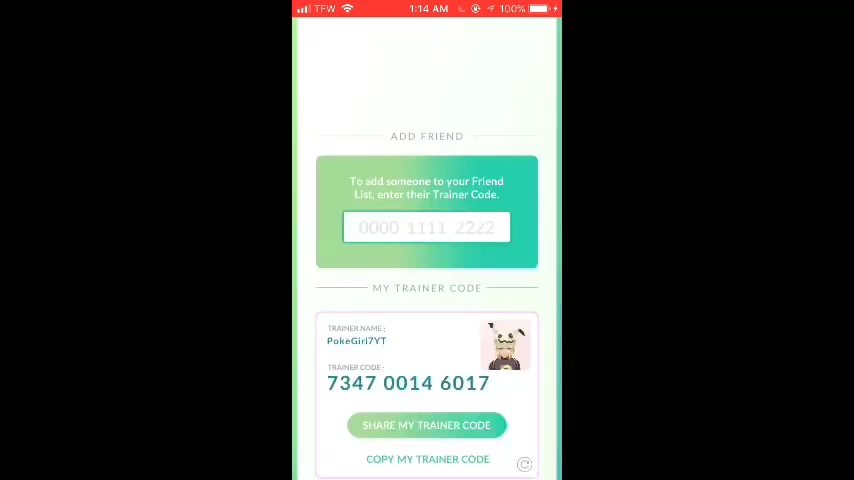 TFW 1:14 AM 100%
ADD FRIEND
To add someone to your Friend
List, enter their Trainer Code.
0000 1111 2222
MY TRAINER CODE
TRAINER NAME :
PokeGirl7YT
TRAINER CODE :
7347 0014 6017
SHARE MY TRAINER CODE
COPY MY TRAINER CODE